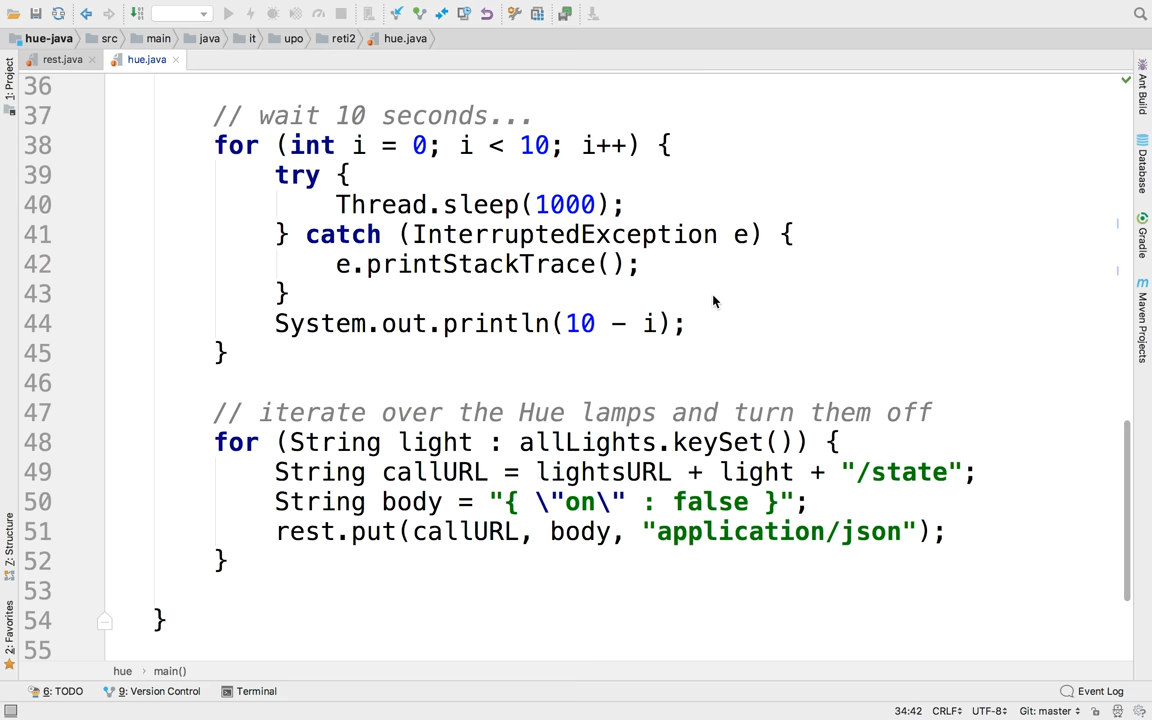 hue-java src main java it upo reti2 hue.java
rest.java hue.java
1: Project
Z: Structure
2: Favorites
36
37 // wait 10 seconds...
38 for (int i = 0; i < 10; i++) {
39 try {
40 Thread.sleep(1000);
41 } catch (InterruptedException e) {
42 e.printStackTrace();
43 }
44 System.out.println(10 - i);
45 }
46
47 // iterate over the Hue lamps and turn them off
48 for (String light : allLights.keySet()) {
49 String callURL = lightsURL + light + "/state";
50 String body = "{ \"on\" : false }";
51 rest.put(callURL, body, "application/json");
52 }
53
54 }
55
Ant Build
Database
Gradle
Maven Projects
hue main()
6: TODO 9: Version Control Terminal Event Log
34:42 CRLF UTF-8 Git: master